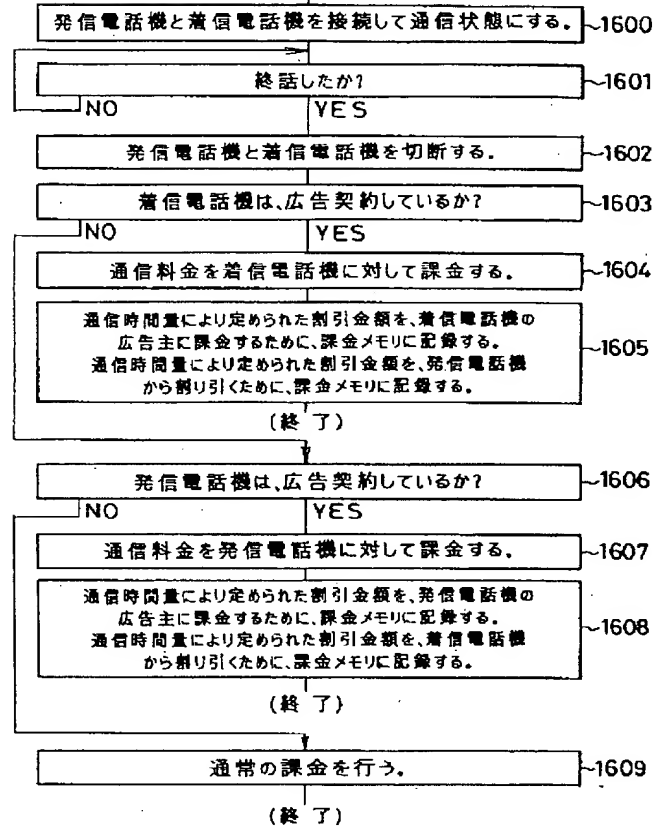 発信電話機と着信電話機を接続して通信状態にする。 ~1600
終話したか? ~1601
NO YES
発信電話機と着信電話機を切断する。 ~1602
着信電話機は、広告契約しているか? ~1603
NO YES
通信料金を着信電話機に対して課金する。 ~1604
通信時間量により定められた割引金額を、着信電話機の
広告主に課金するために、課金メモリに記録する。
通信時間量により定められた割引金額を、発信電話機 ~1605
から割り引くために、課金メモリに記録する。
(終了)
発信電話機は、広告契約しているか? ~1606
NO YES
通信料金を発信電話機に対して課金する。 ~1607
通信時間量により定められた割引金額を、発信電話機の
広告主に課金するために、課金メモリに記録する。 ~1608
通信時間量により定められた割引金額を、着信電話機
から割り引くために、課金メモリに記録する。
(終了)
通常の課金を行う。 ~1609
(終了)